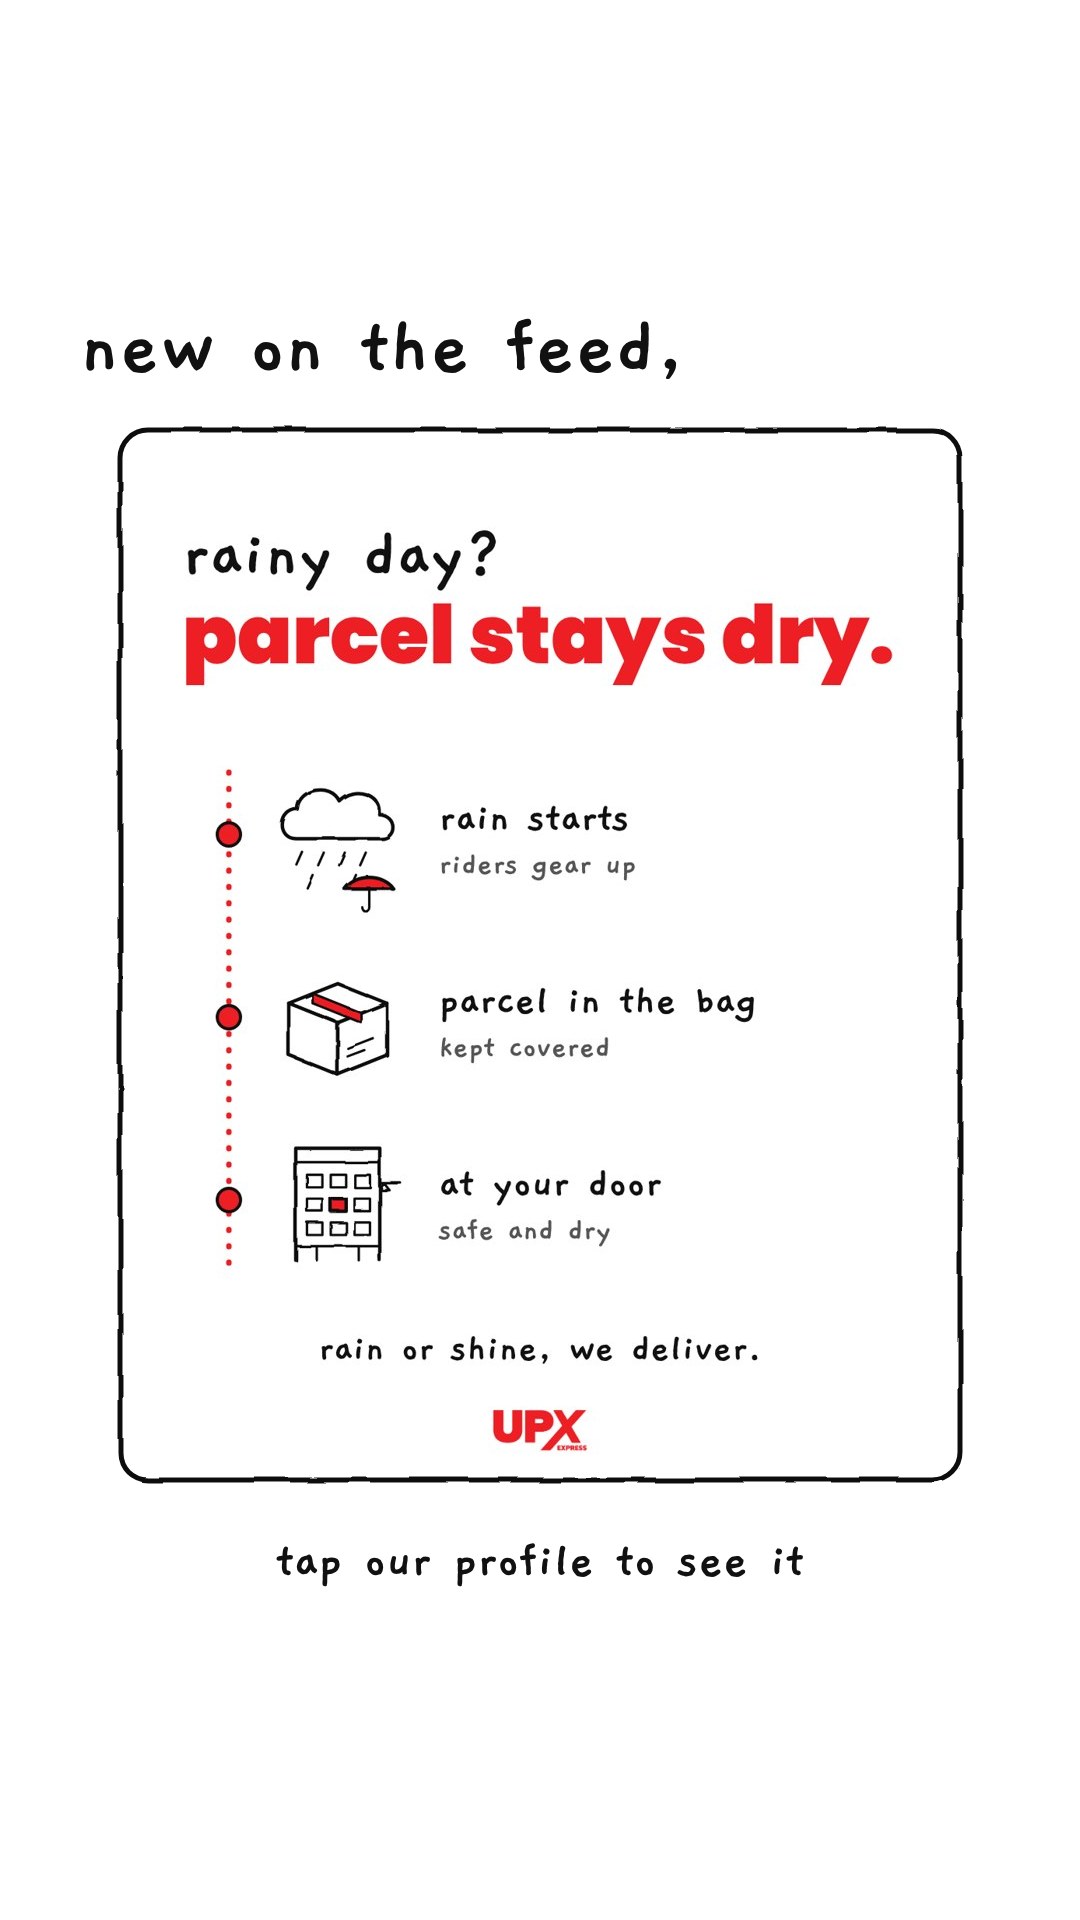 new on the feed,
rainy day?
parcel stays dry.
rain starts
riders gear up
parcel in the bag
kept covered
at your door
safe and dry
rain or shine, we deliver.
UPX
EXPRESS
tap our profile to see it